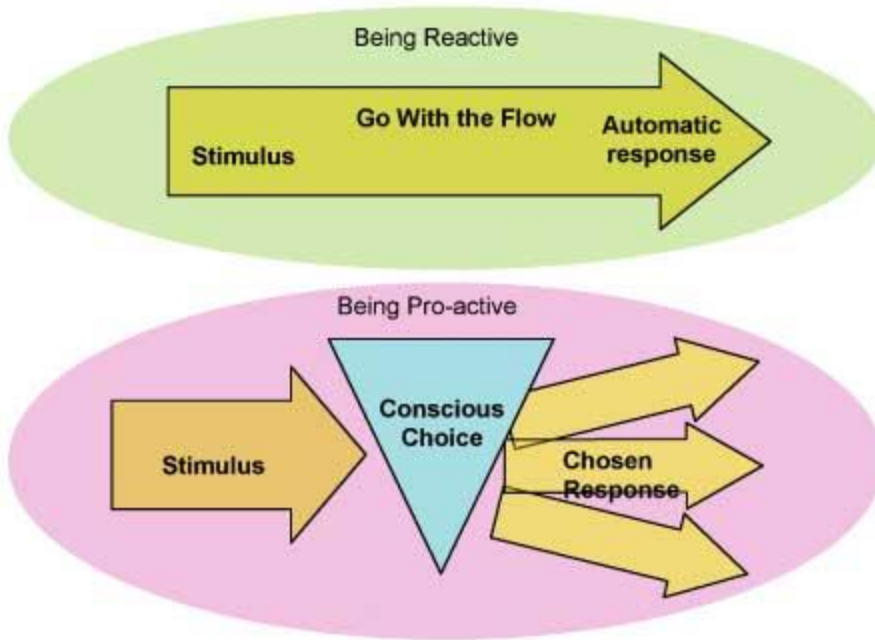 Being Reactive
Go With the Flow
Stimulus
Automatic
response
Being Pro-active
Conscious
Choice
Stimulus
Chosen
Response